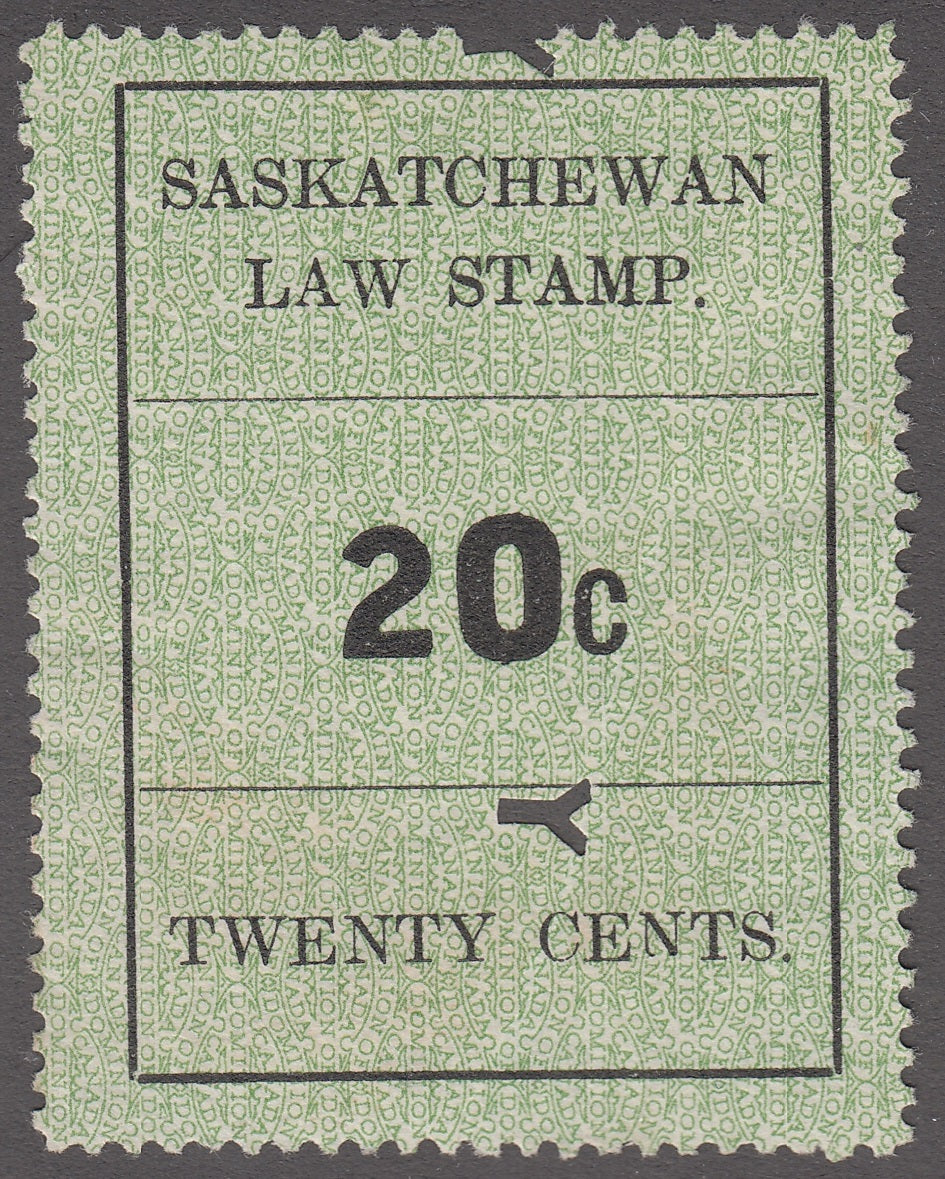 SASKATCHEWAN
LAW STAMP.
20c
TWENTY CENTS.